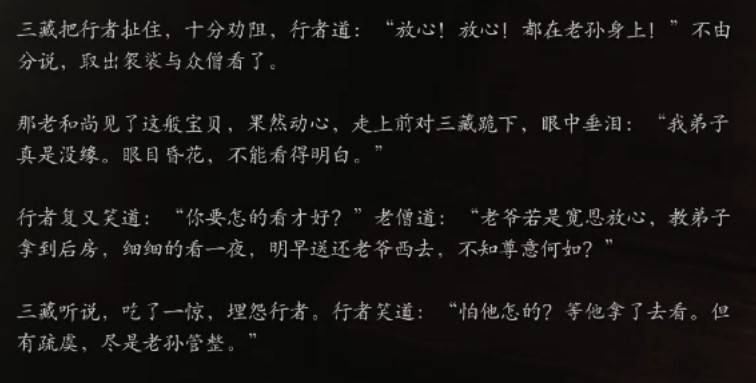 三藏把行者扯住，十分劝阻，行者道：“放心！放心！都在老孙身上！”不由
分说，取出袈裟与众僧看了。
那老和尚见了这般宝贝，果然动心，走上前对三藏跪下，眼中垂泪：“我弟子
真是没缘。眼目昏花，不能看得明白。”
行者复又笑道：“你要怎的看才好？”老僧道：“老爷若是宽恩放心，教弟子
拿到后房，细细的看一夜，明早送还老爷西去，不知尊意何如？”
三藏听说，吃了一惊，埋怨行者。行者笑道：“怕他怎的？等他拿了去看。但
有疏虞，尽是老孙管整。”